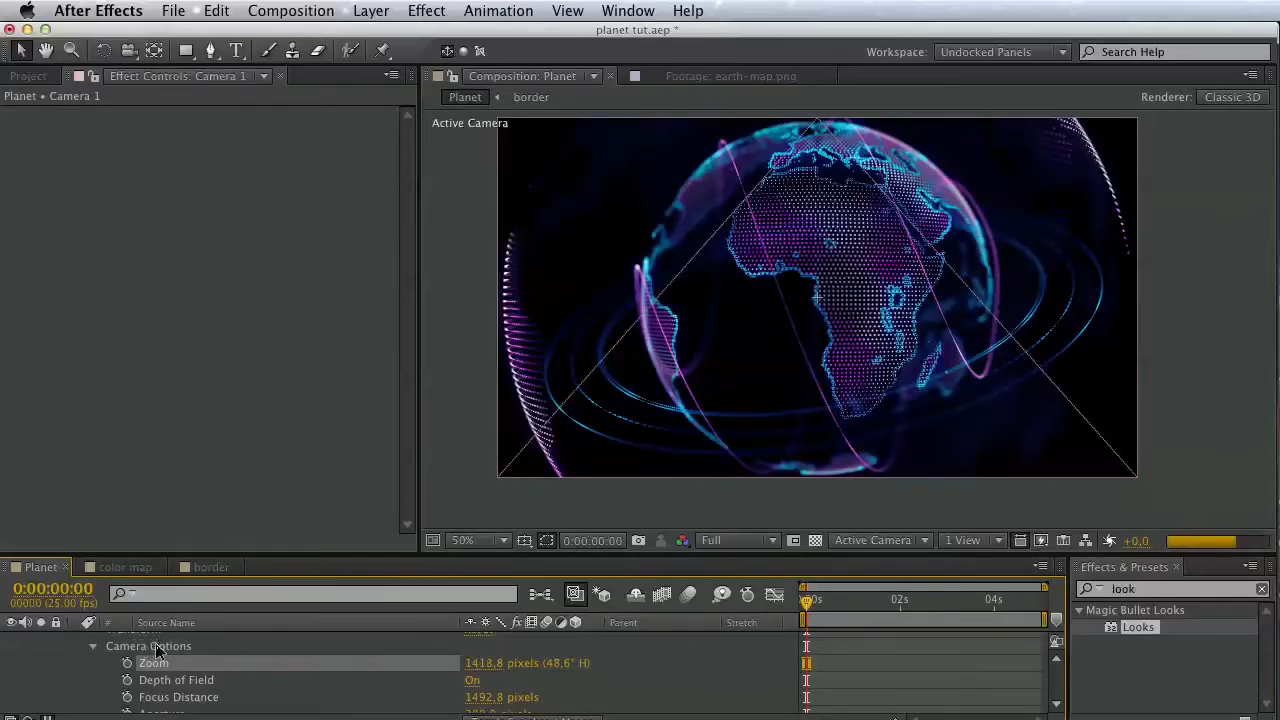 After Effects File Edit Composition Layer Effect Animation View Window Help
planet tut.aep *
Workspace: Undocked Panels Search Help
Project Effect Controls: Camera 1 Composition: Planet Footage: earth-map.png
Planet • Camera 1 Planet border Renderer: Classic 3D
Active Camera
50% 0:00:00:00 Full Active Camera 1 View +0,0
Planet color map border Effects & Presets
0:00:00:00
00000 (25.00 fps) look
0s 02s 04s
Magic Bullet Looks
# Source Name Parent Stretch Looks
Camera Options
Zoom 1418,8 pixels (48,6° H)
Depth of Field On
Focus Distance 1492,8 pixels